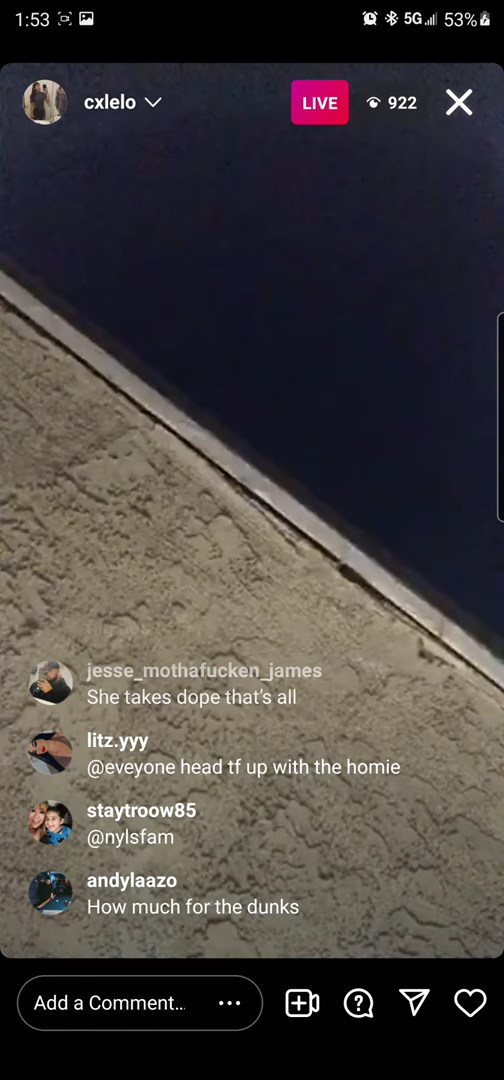 1:53
5G
53%
cxlelo
LIVE
922
jesse_mothafucken_james
She takes dope that's all
litz.yyy
@eveyone head tf up with the homie
staytroow85
@nylsfam
andylaazo
How much for the dunks
Add a Comment...